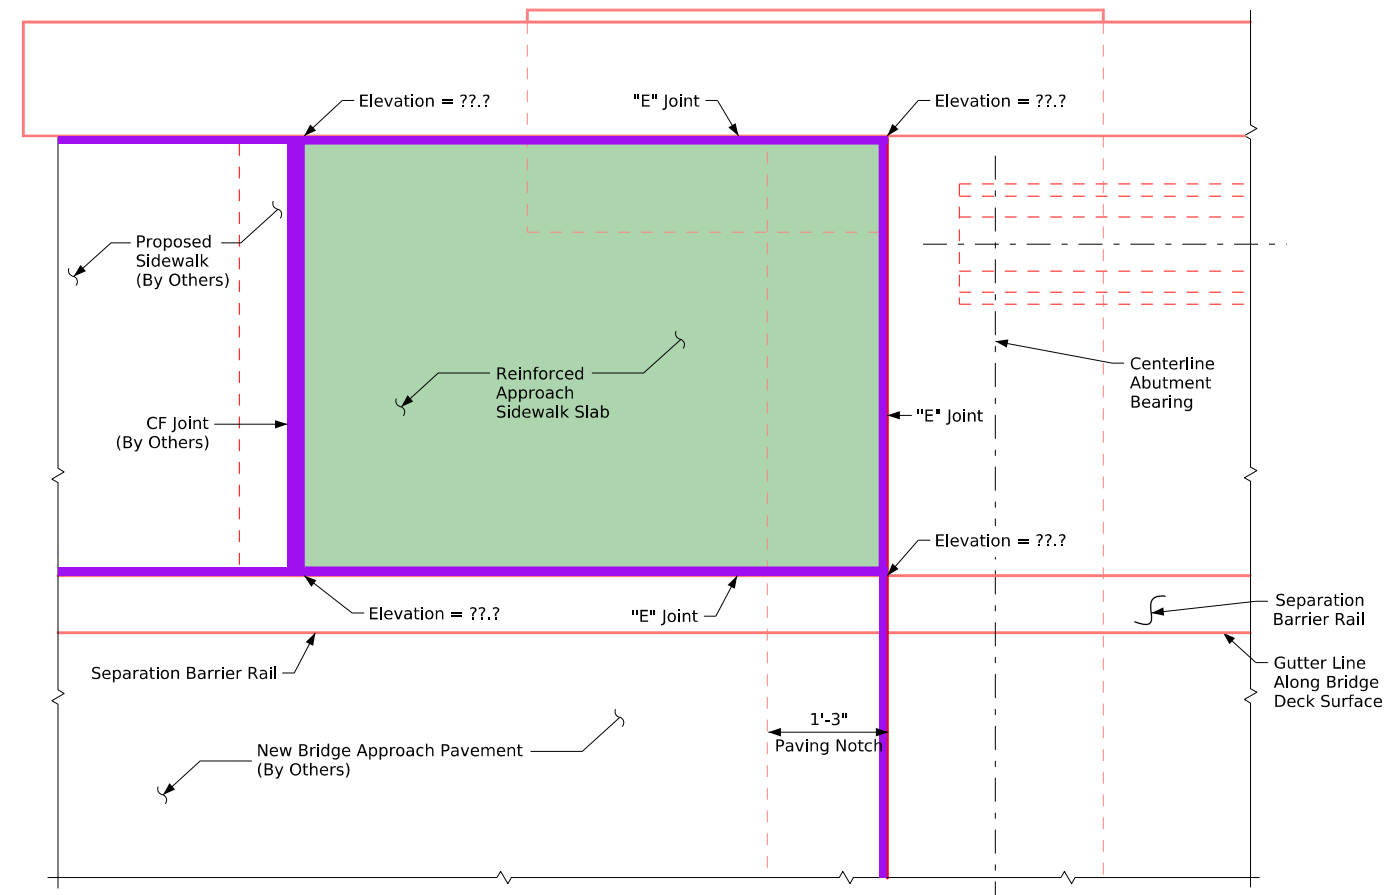 Elevation = ??.?
"E" Joint
Elevation = ??.?
Proposed
Sidewalk
(By Others)
Reinforced
Approach
Sidewalk Slab
Centerline
Abutment
Bearing
CF Joint
(By Others)
"E" Joint
Elevation = ??.?
Elevation = ??.?
"E" Joint
Separation
Barrier Rail
Separation Barrier Rail
Gutter Line
Along Bridge
Deck Surface
1'-3"
Paving Notch
New Bridge Approach Pavement
(By Others)